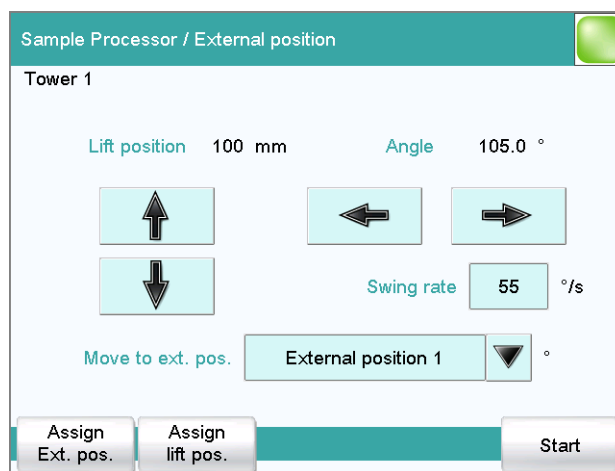 Sample Processor / External position
Tower 1
Lift position 100 mm Angle 105.0 °
Swing rate 55 °/s
Move to ext. pos. External position 1 °
Assign Ext. pos.
Assign lift pos.
Start